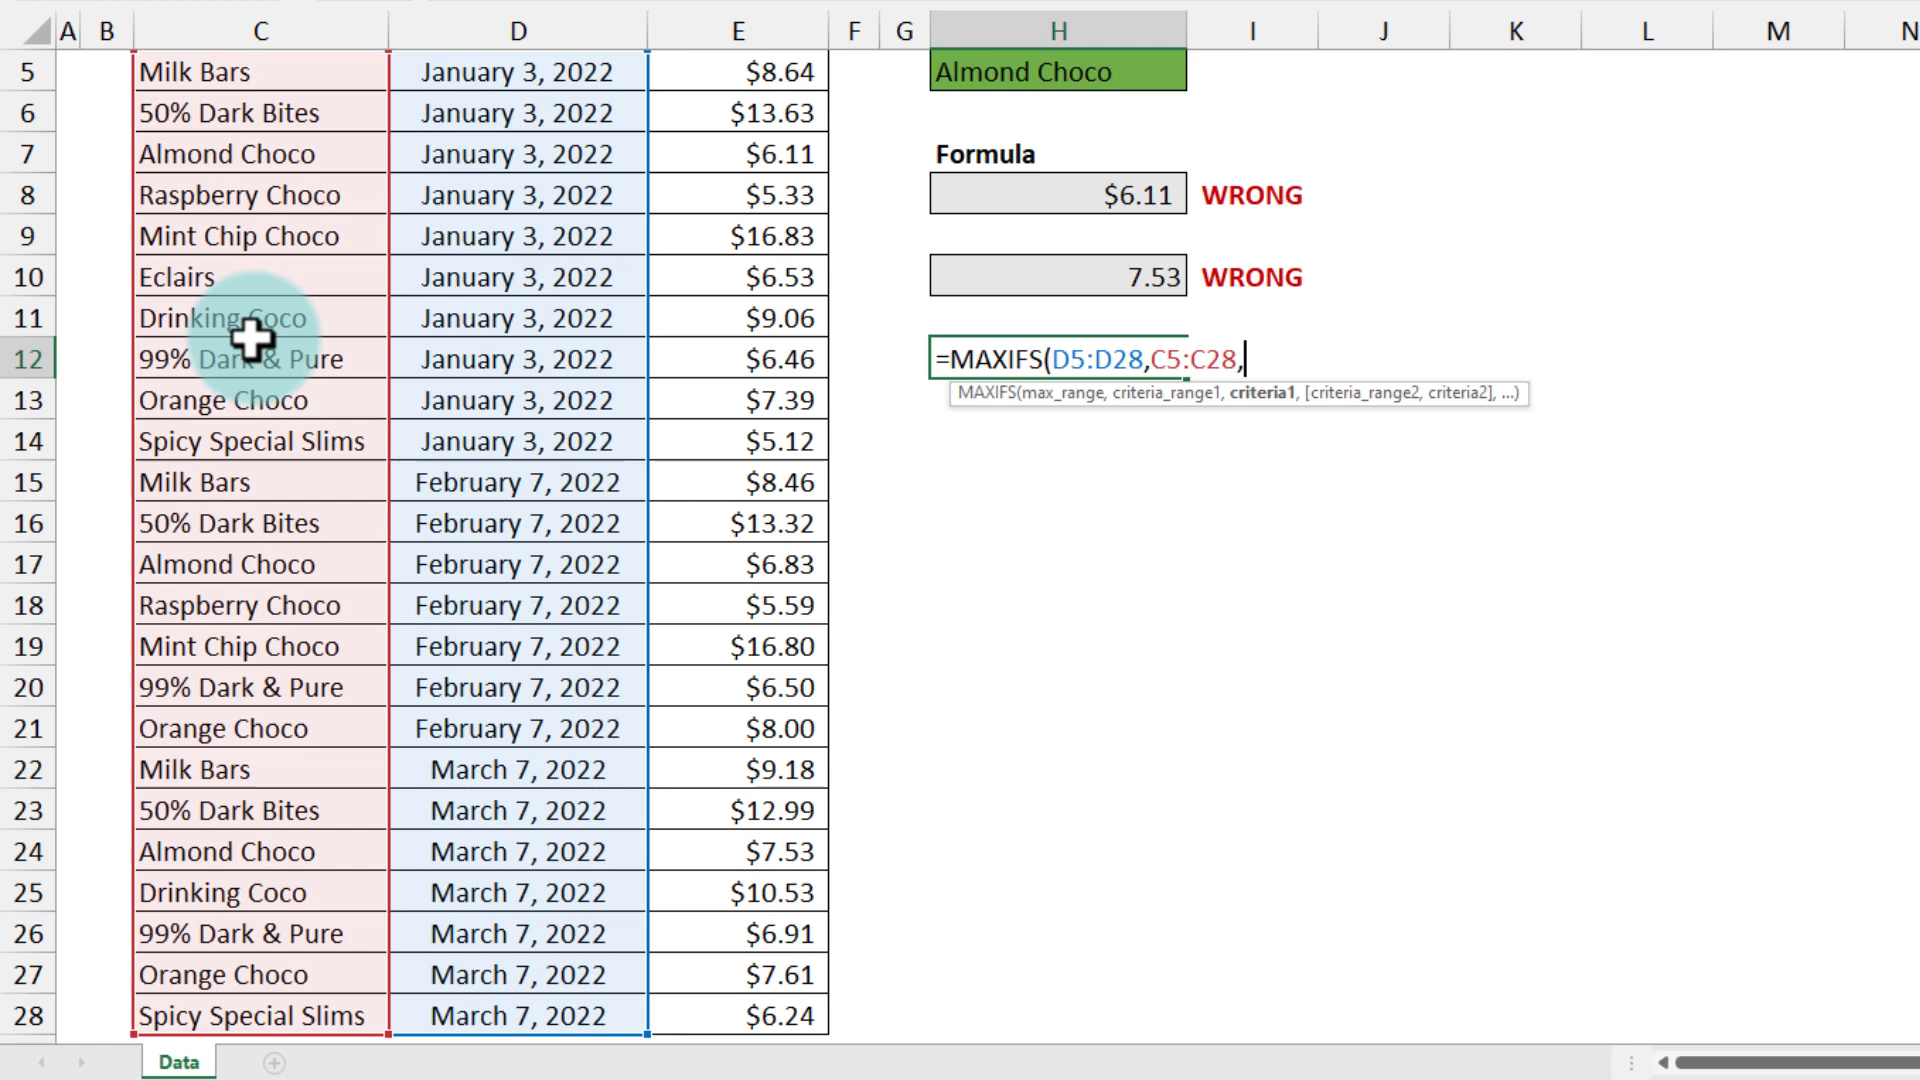 A B C D E F G H I J K L M N
5 Milk Bars January 3, 2022 $8.64 Almond Choco
6 50% Dark Bites January 3, 2022 $13.63
7 Almond Choco January 3, 2022 $6.11 Formula
8 Raspberry Choco January 3, 2022 $5.33 $6.11 WRONG
9 Mint Chip Choco January 3, 2022 $16.83
10 Eclairs January 3, 2022 $6.53 7.53 WRONG
11 Drinking Coco January 3, 2022 $9.06
12 99% Dark & Pure January 3, 2022 $6.46 =MAXIFS(D5:D28,C5:C28,
MAXIFS(max_range, criteria_range1, criteria1, [criteria_range2, criteria2], ...)
13 Orange Choco January 3, 2022 $7.39
14 Spicy Special Slims January 3, 2022 $5.12
15 Milk Bars February 7, 2022 $8.46
16 50% Dark Bites February 7, 2022 $13.32
17 Almond Choco February 7, 2022 $6.83
18 Raspberry Choco February 7, 2022 $5.59
19 Mint Chip Choco February 7, 2022 $16.80
20 99% Dark & Pure February 7, 2022 $6.50
21 Orange Choco February 7, 2022 $8.00
22 Milk Bars March 7, 2022 $9.18
23 50% Dark Bites March 7, 2022 $12.99
24 Almond Choco March 7, 2022 $7.53
25 Drinking Coco March 7, 2022 $10.53
26 99% Dark & Pure March 7, 2022 $6.91
27 Orange Choco March 7, 2022 $7.61
28 Spicy Special Slims March 7, 2022 $6.24
Data